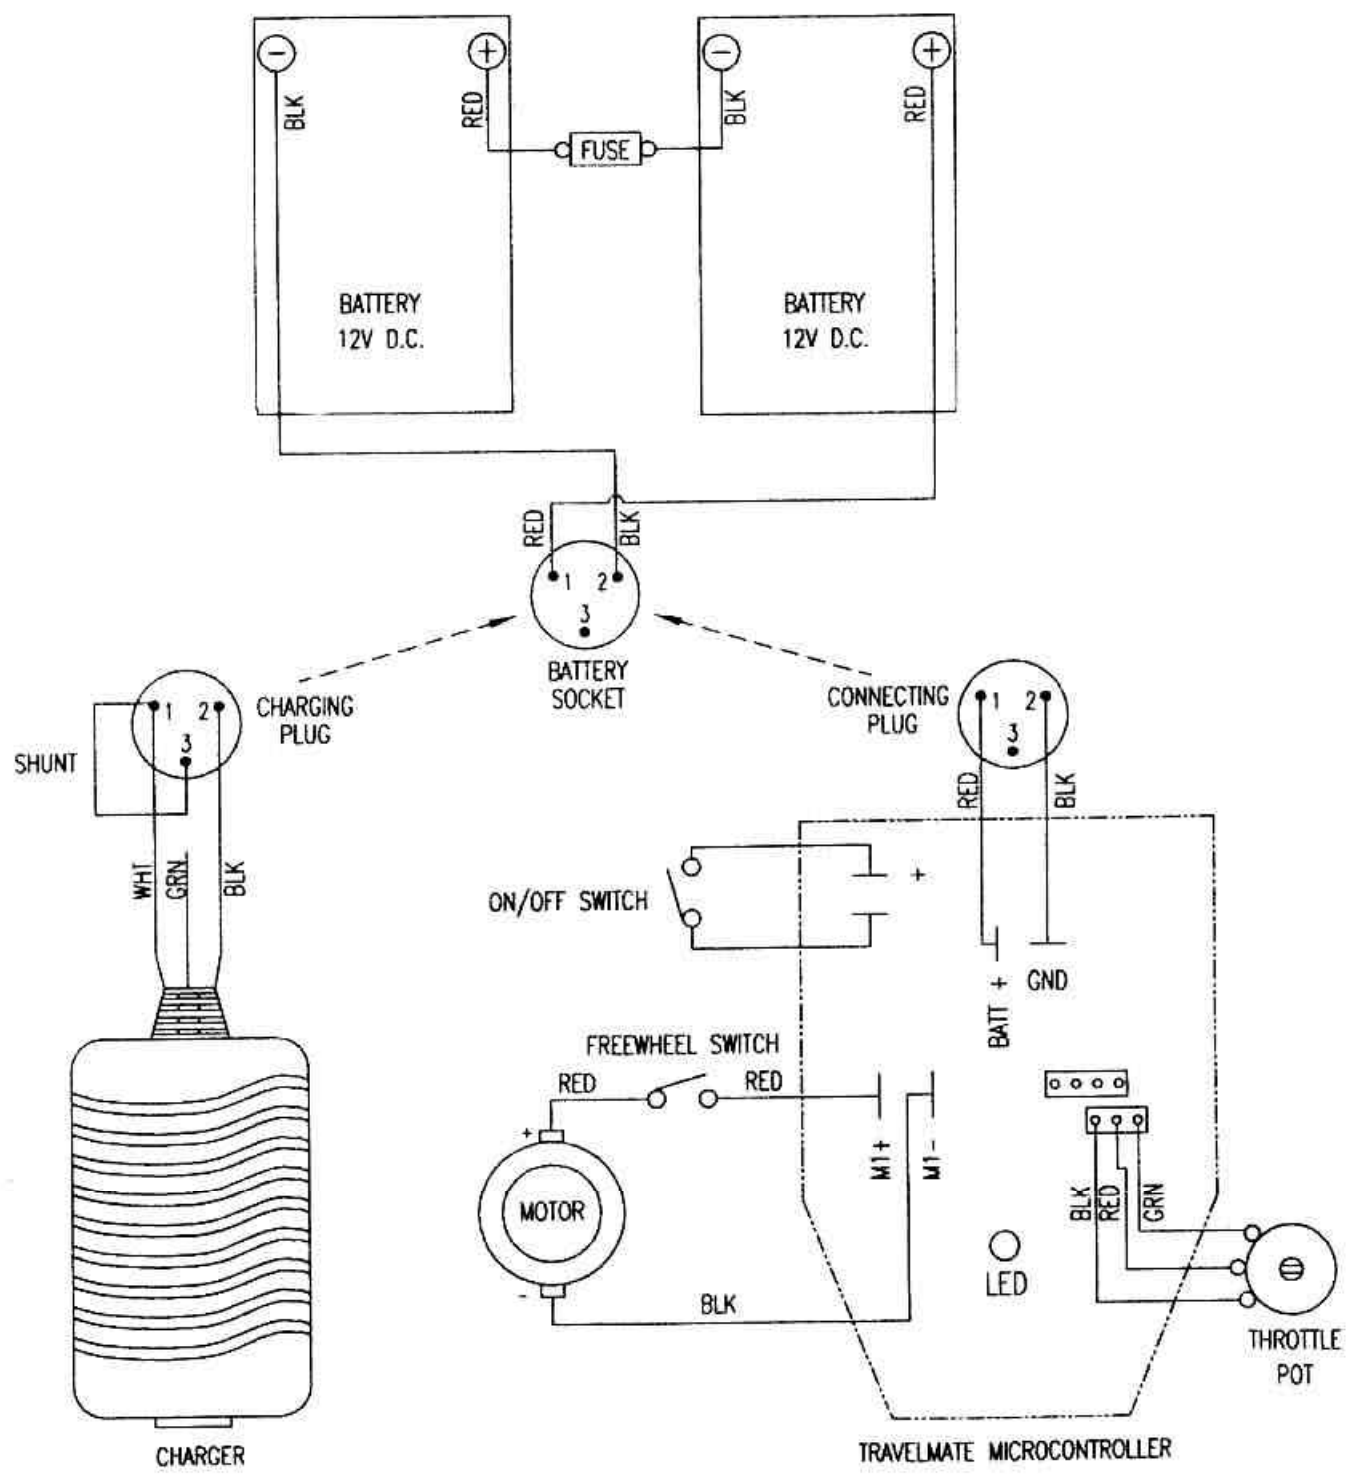 −
+
−
+
BLK
RED
BLK
RED
FUSE
BATTERY
12V D.C.
BATTERY
12V D.C.
RED
BLK
1 2
3
BATTERY
SOCKET
CHARGING
PLUG
CONNECTING
PLUG
1 2
3
1 2
3
SHUNT
RED
BLK
WHT
GRN
BLK
ON/OFF SWITCH
+
BATT +
GND
FREEWHEEL SWITCH
RED
RED
+
M1+
M1-
MOTOR
-
BLK
BLK
RED
GRN
LED
THROTTLE
POT
CHARGER
TRAVELMATE MICROCONTROLLER